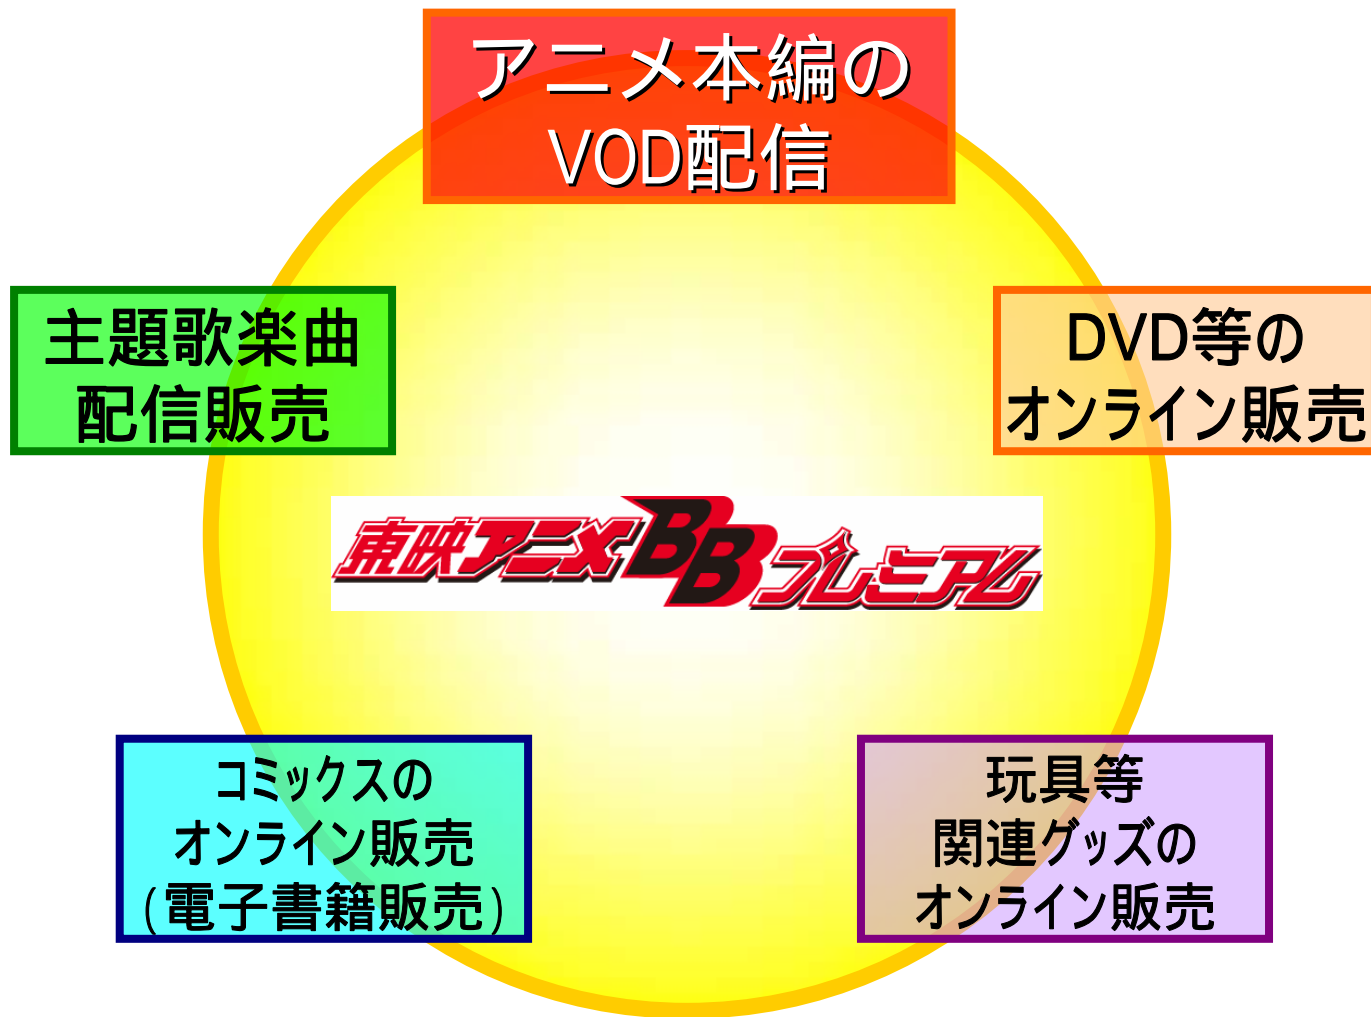 アニメ本編の
VOD配信
主題歌楽曲
配信販売
DVD等の
オンライン販売
東映アニメBBプレミアム
コミックスの
オンライン販売
(電子書籍販売)
玩具等
関連グッズの
オンライン販売